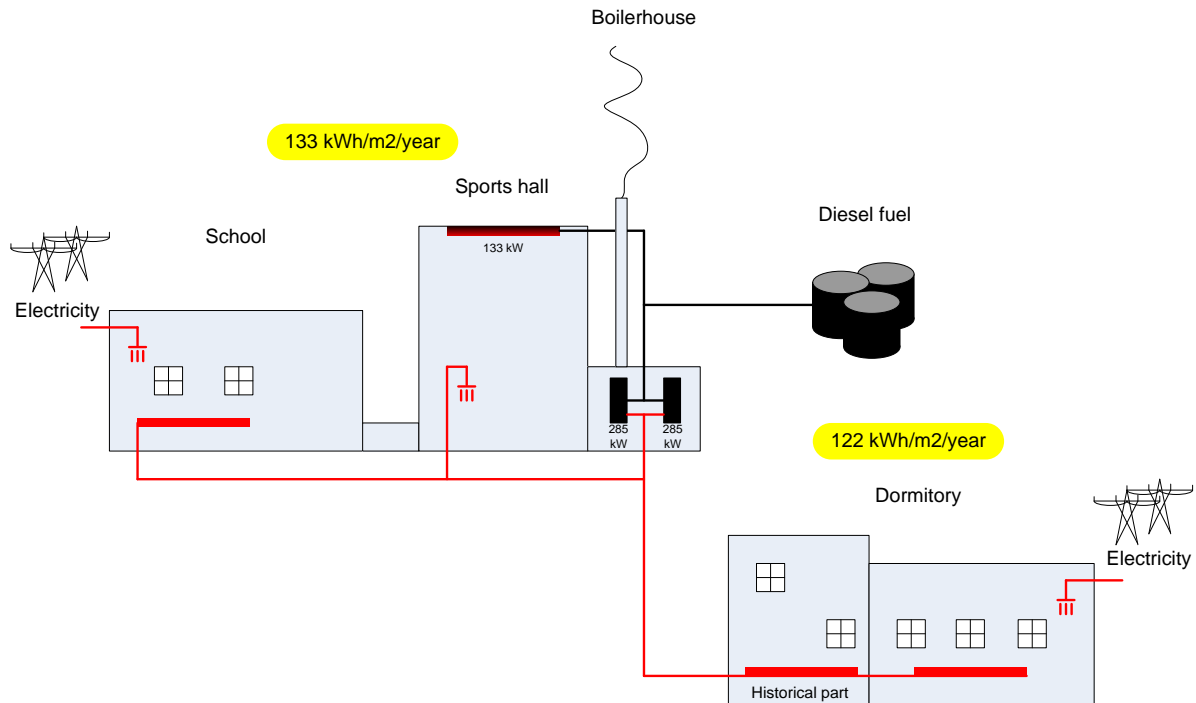 Boilerhouse
133 kWh/m2/year
Sports hall
Diesel fuel
School
133 kW
Electricity
285
kW
285
kW
122 kWh/m2/year
Dormitory
Electricity
Historical part